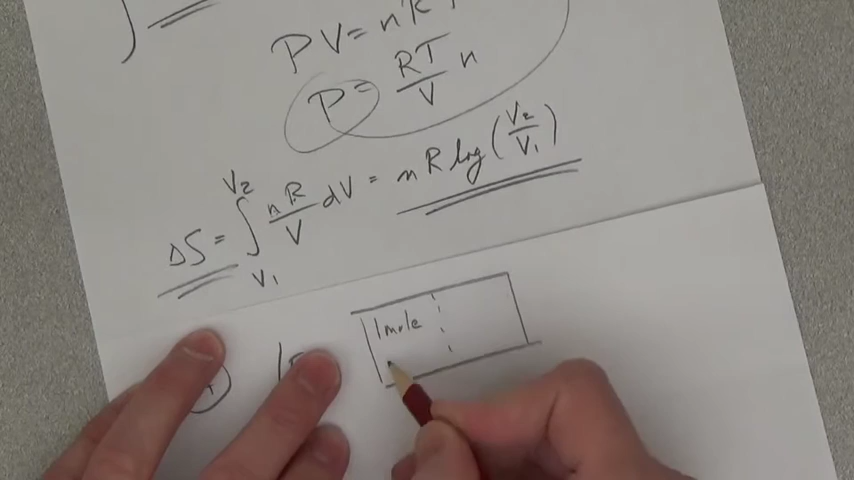 PV = nRT
P = RT/V n
ΔS = ∫_{V₁}^{V₂} nR/V dV = nR log(V₂/V₁)
1 mole